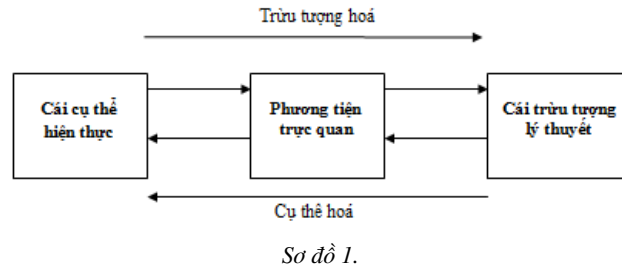 Trừu tượng hoá
Cái cụ thể
hiện thực
Phương tiện
trực quan
Cái trừu tượng
lý thuyết
Cụ thê hoá
Sơ đồ 1.